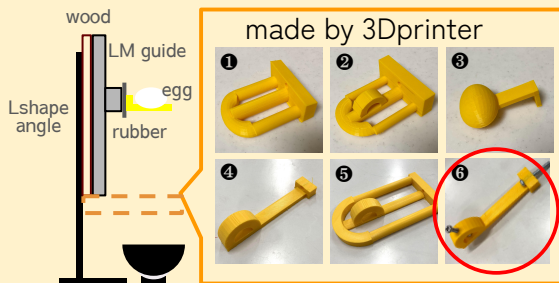 wood
LM guide
egg
Lshape
angle
rubber
made by 3Dprinter
❶
❷
❸
❹
❺
❻